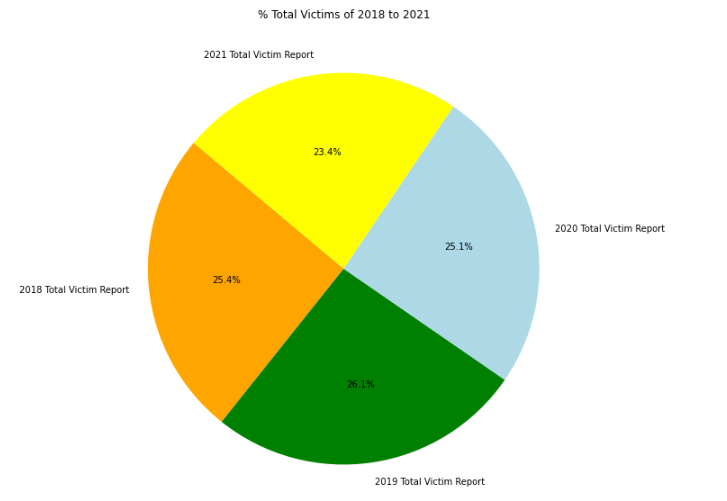 % Total Victims of 2018 to 2021
2021 Total Victim Report
23.4%
2020 Total Victim Report
25.1%
25.4%
2018 Total Victim Report
26.1%
2019 Total Victim Report